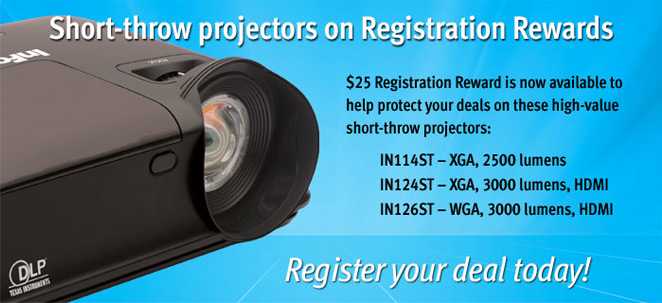 Short-throw projectors on Registration Rewards
$25 Registration Reward is now available to
help protect your deals on these high-value
short-throw projectors:
IN114ST – XGA, 2500 lumens
IN124ST – XGA, 3000 lumens, HDMI
IN126ST – WGA, 3000 lumens, HDMI
DLP
TEXAS INSTRUMENTS
Register your deal today!